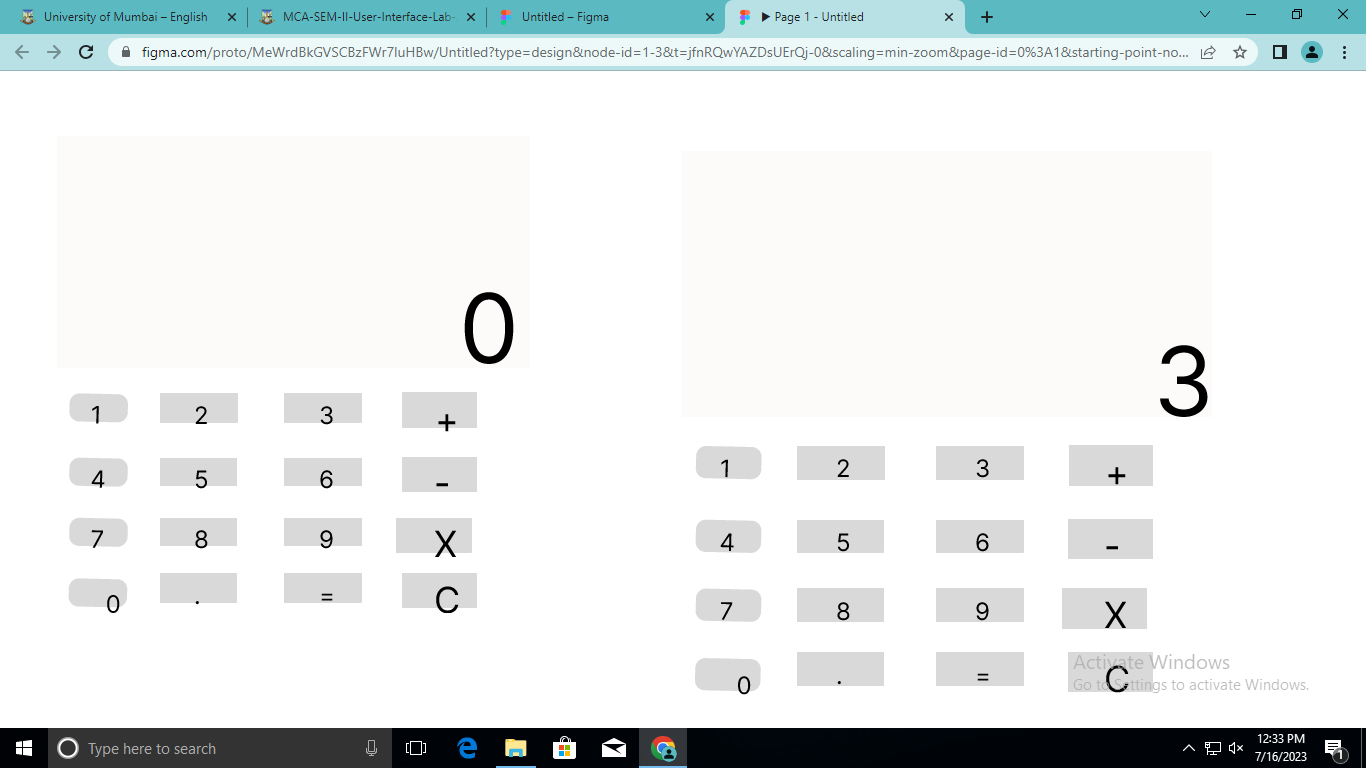 University of Mumbai – English
MCA-SEM-II-User-Interface-Lab-
Untitled – Figma
▶ Page 1 - Untitled
figma.com/proto/MeWrdBkGVSCBzFWr7IuHBw/Untitled?type=design&node-id=1-3&t=jfnRQwYAZDsUErQj-0&scaling=min-zoom&page-id=0%3A1&starting-point-no...
0
1 2 3 +
4 5 6 -
7 8 9 X
0 . = C
3
1 2 3 +
4 5 6 -
7 8 9 X
0 . = C
Activate Windows
Go to Settings to activate Windows.
Type here to search
12:33 PM
7/16/2023
1